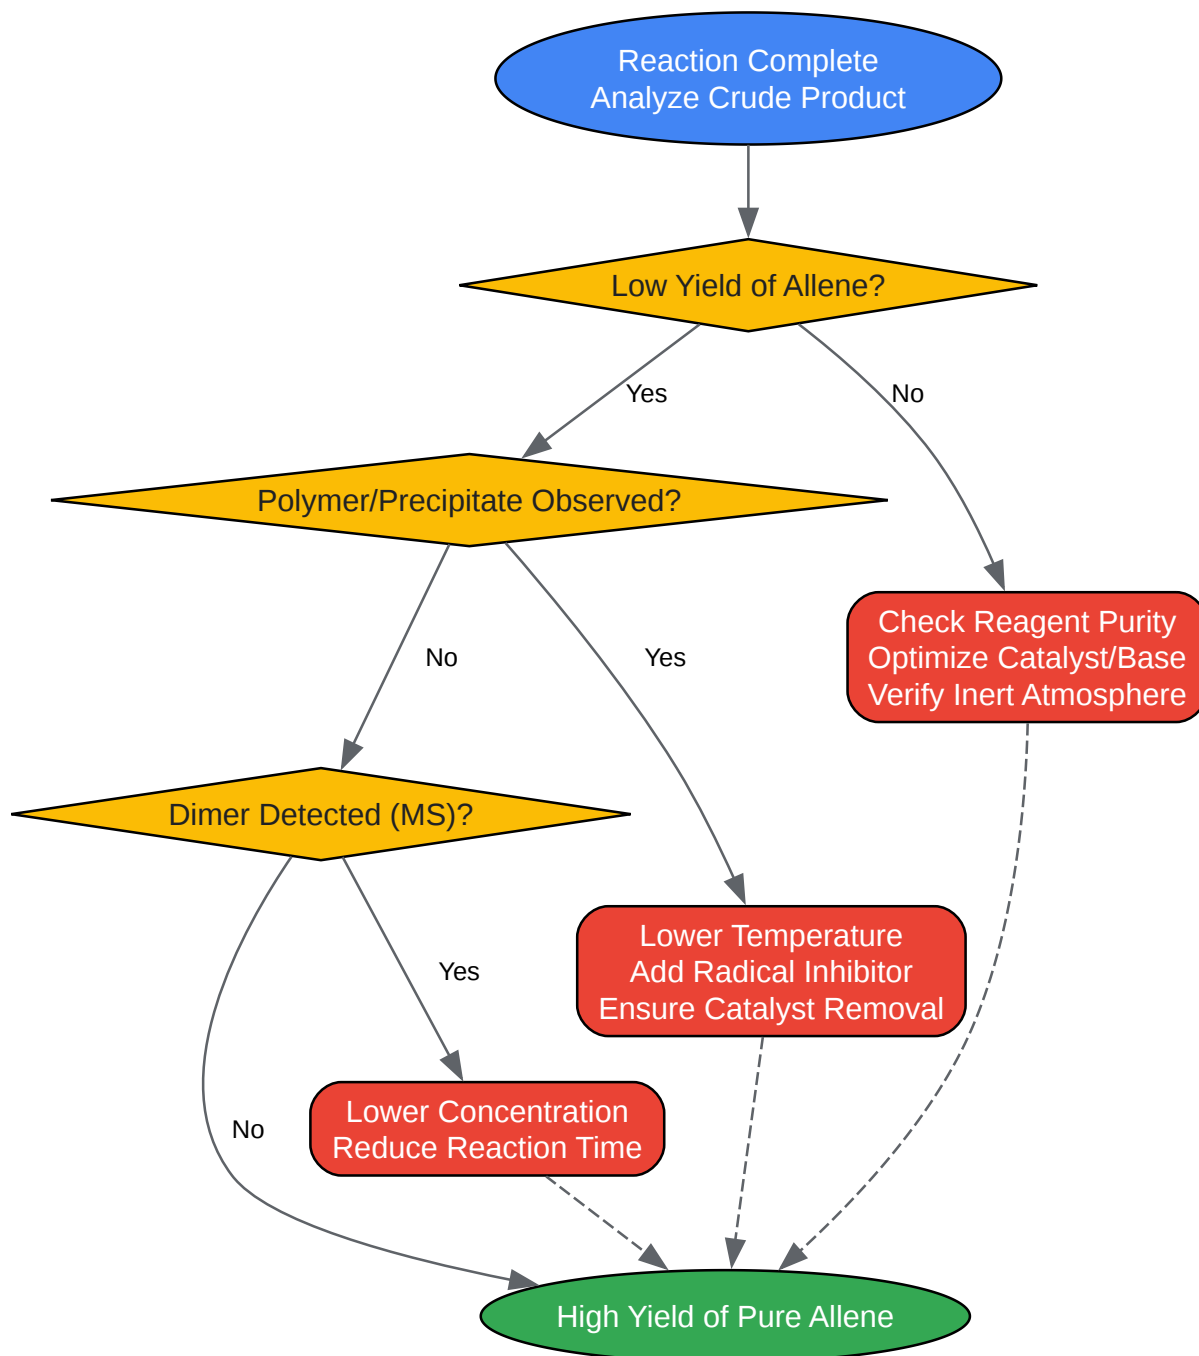 Reaction Complete
Analyze Crude Product
Low Yield of Allene?
Yes
No
Polymer/Precipitate Observed?
Check Reagent Purity
Optimize Catalyst/Base
Verify Inert Atmosphere
No
Yes
Dimer Detected (MS)?
Lower Temperature
Add Radical Inhibitor
Ensure Catalyst Removal
Yes
Lower Concentration
Reduce Reaction Time
No
High Yield of Pure Allene